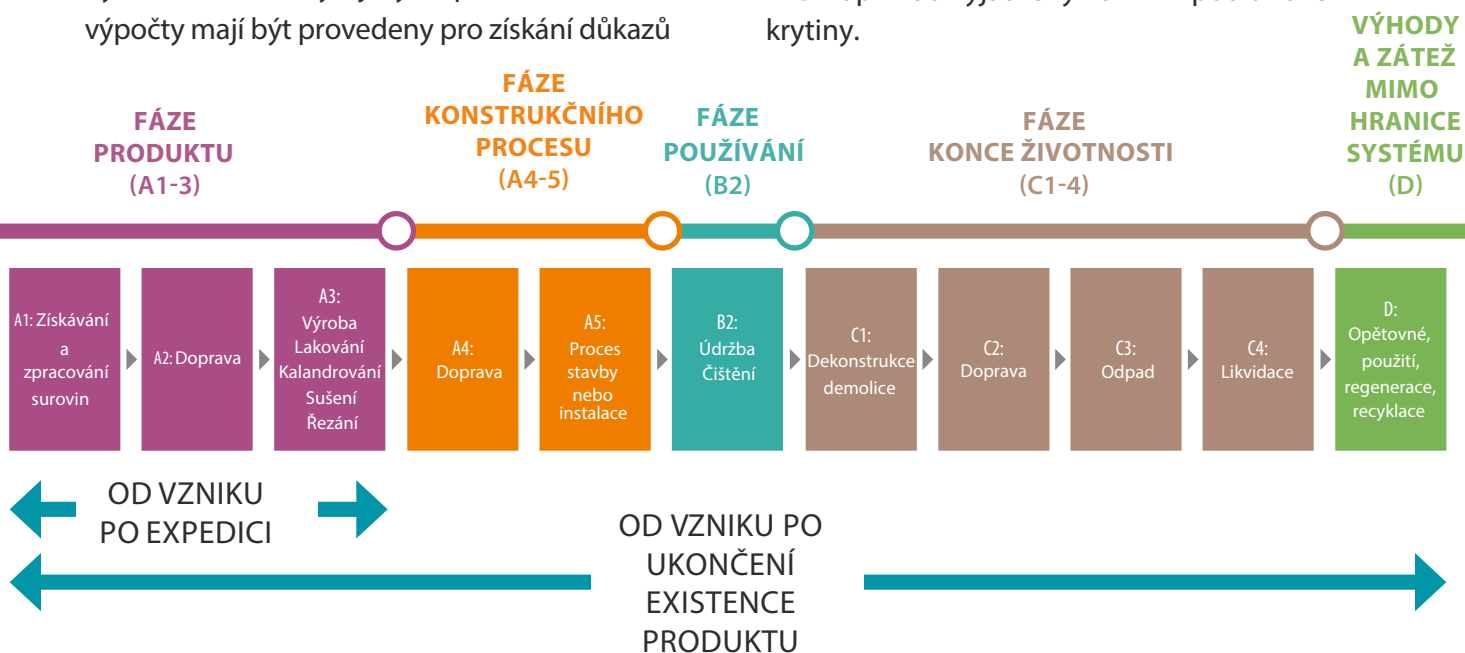 výpočty mají být provedeny pro získání důkazů
krytiny.
FÁZE
PRODUKTU
(A1-3)
FÁZE
KONSTRUKČNÍHO
PROCESU
(A4-5)
FÁZE
POUŽÍVÁNÍ
(B2)
FÁZE
KONCE ŽIVOTNOSTI
(C1-4)
VÝHODY
A ZÁTEŽ
MIMO
HRANICE
SYSTÉMU
(D)
A1: Získávání
a
zpracování
surovin
A2: Doprava
A3:
Výroba
Lakování
Kalandrování
Sušení
Řezání
A4:
Doprava
A5:
Proces
stavby
nebo
instalace
B2:
Údržba
Čištění
C1:
Dekonstrukce
demolice
C2:
Doprava
C3:
Odpad
C4:
Likvidace
D:
Opětovné,
použití,
regenerace,
recyklace
OD VZNIKU
PO EXPEDICI
OD VZNIKU PO
UKONČENÍ
EXISTENCE
PRODUKTU